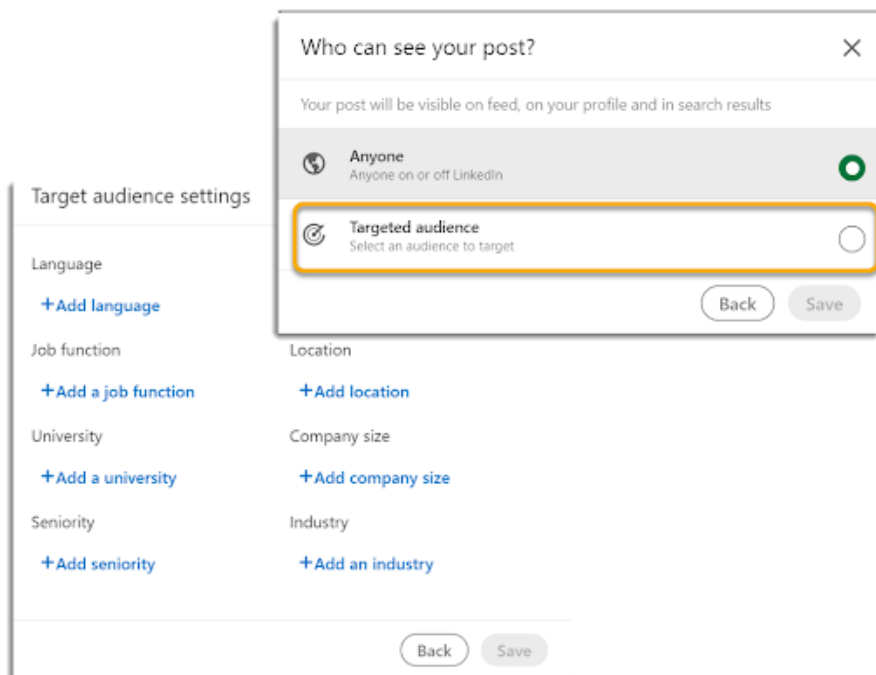 Who can see your post?
Your post will be visible on feed, on your profile and in search results
Anyone
Anyone on or off LinkedIn
Targeted audience
Select an audience to target
Back Save
Target audience settings
Language
+Add language
Job function Location
+Add a job function +Add location
University Company size
+Add a university +Add company size
Seniority Industry
+Add seniority +Add an industry
Back Save